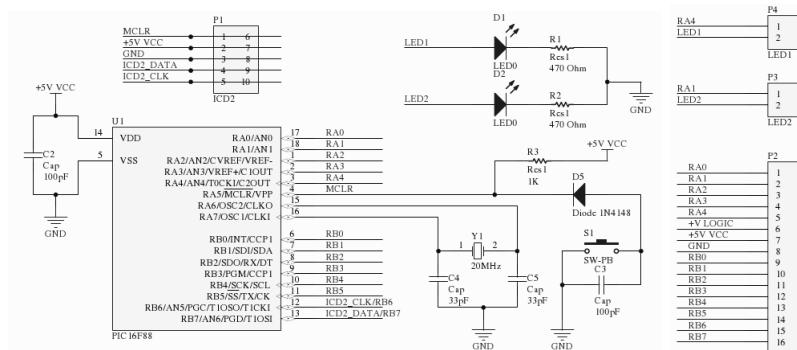 P1
MCLR 1 6
+5V VCC 2 7
GND 3 8
ICD2_DATA 4 9
ICD2_CLK 5 10
ICD2
D1
LED1
LED0
R1
Res1
470 Ohm
D2
LED2
LED0
R2
Res1
470 Ohm
GND
P4
RA4 1
LED1 2
LED1
P3
RA1 1
LED2 2
LED2
+5V VCC
C2
Cap
100pF
GND
U1
14 VDD
5 VSS
RA0/AN0 17 RA0
RA1/AN1 18 RA1
RA2/AN2/CVREF/VREF- 1 RA2
RA3/AN3/VREF+/C1OUT 2 RA3
RA4/AN4/T0CKI/C2OUT 3 RA4
RA5/MCLR/VPP 4 MCLR
RA6/OSC2/CLKO 15
RA7/OSC1/CLKI 16
RB0/INT/CCP1 6 RB0
RB1/SDI/SDA 7 RB1
RB2/SDO/RX/DT 8 RB2
RB3/PGM/CCP1 9 RB3
RB4/SCK/SCL 10 RB4
RB5/SS/TX/CK 11 RB5
RB6/AN5/PGC/T1OSO/T1CKI 12 ICD2_CLK/RB6
RB7/AN6/PGD/T1OSI 13 ICD2_DATA/RB7
PIC16F88
R3
Res1
1K
+5V VCC
D5
Diode 1N4148
Y1
1 2
20MHz
C4
Cap
33pF
C5
Cap
33pF
GND
S1
SW-PB
C3
Cap
100pF
GND
P2
RA0 1
RA1 2
RA2 3
RA3 4
RA4 5
+V LOGIC 6
+5V VCC 7
GND 8
RB0 9
RB1 10
RB2 11
RB3 12
RB4 13
RB5 14
RB6 15
RB7 16